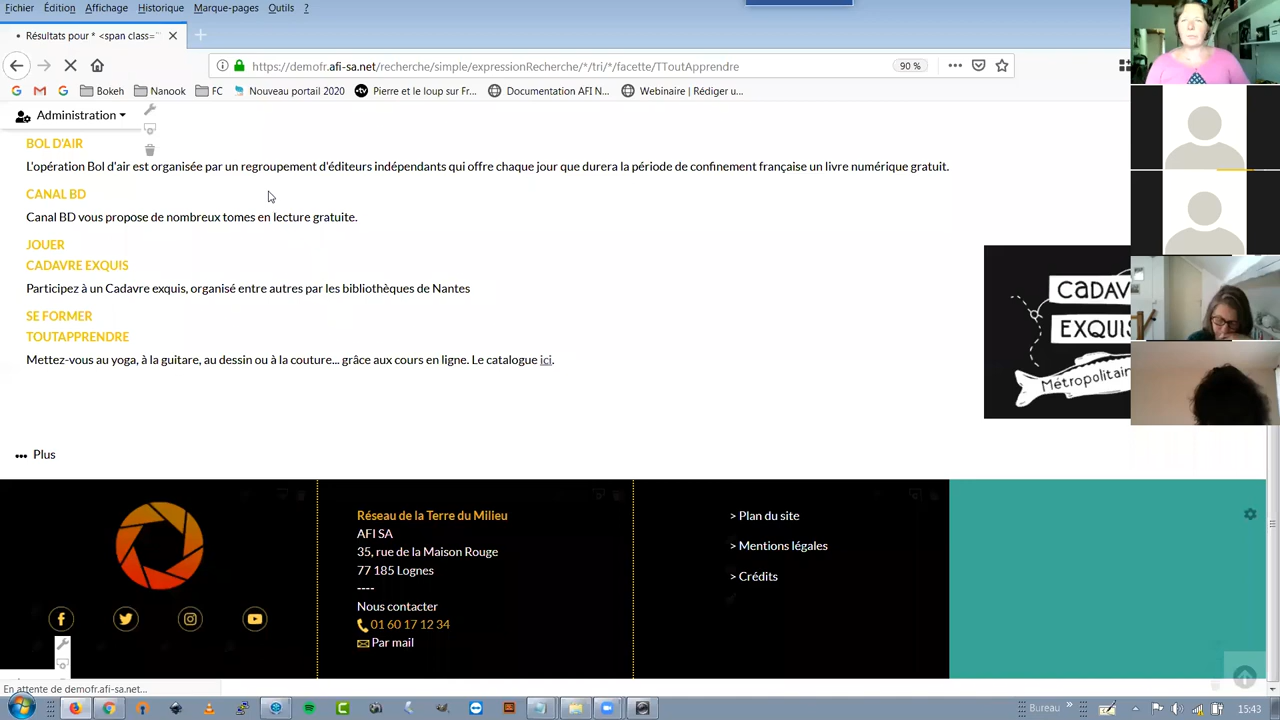 Fichier Édition Affichage Historique Marque-pages Outils ?
Résultats pour * <span class="
https://demofr.afi-sa.net/recherche/simple/expressionRecherche/*/tri/*/facette/TToutApprendre 90 %
Bokeh Nanook FC Nouveau portail 2020 Pierre et le loup sur Fr... Documentation AFI N... Webinaire (Rédiger u...
Administration
BOL D'AIR
L'opération Bol d'air est organisée par un regroupement d'éditeurs indépendants qui offre chaque jour que durera la période de confinement française un livre numérique gratuit.
CANAL BD
Canal BD vous propose de nombreux tomes en lecture gratuite.
JOUER
CADAVRE EXQUIS
Participez à un Cadavre exquis, organisé entre autres par les bibliothèques de Nantes
SE FORMER
TOUTAPPRENDRE
Mettez-vous au yoga, à la guitare, au dessin ou à la couture... grâce aux cours en ligne. Le catalogue ici.
CADAV
EXQUIS
Métropolitain
••• Plus
Réseau de la Terre du Milieu
AFI SA
35, rue de la Maison Rouge
77 185 Lognes
----
Nous contacter
01 60 17 12 34
Par mail
> Plan du site
> Mentions légales
> Crédits
En attente de demofr.afi-sa.net...
Bureau » 15:43